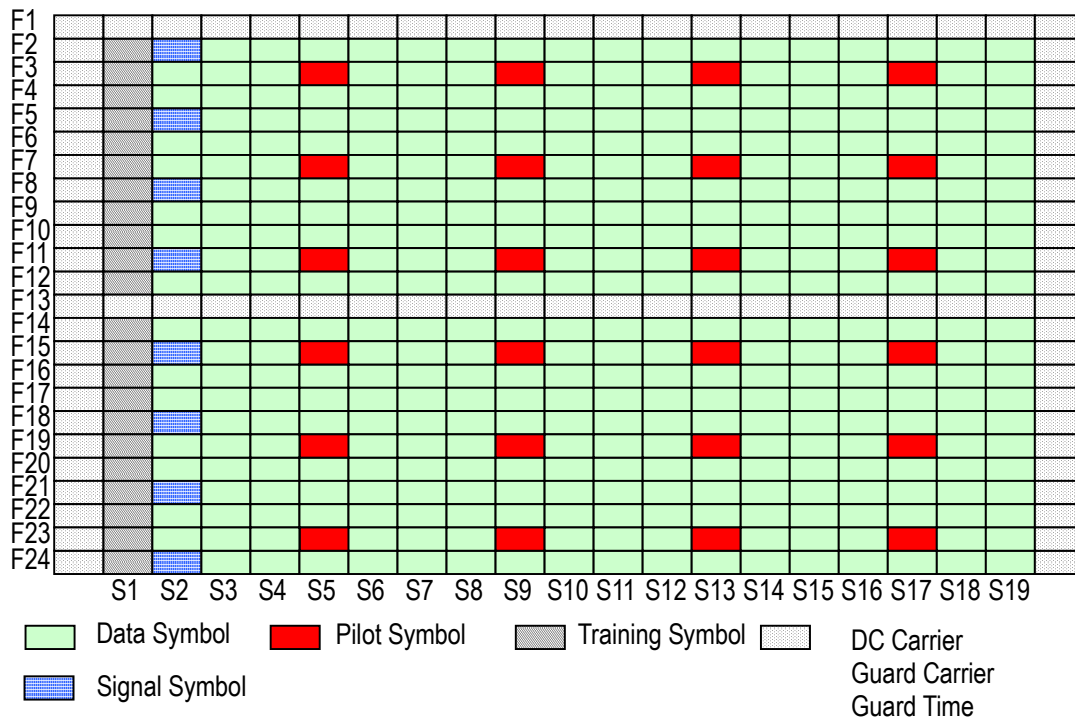 F1
F2
F3
F4
F5
F6
F7
F8
F9
F10
F11
F12
F13
F14
F15
F16
F17
F18
F19
F20
F21
F22
F23
F24
S1 S2 S3 S4 S5 S6 S7 S8 S9 S10 S11 S12 S13 S14 S15 S16 S17 S18 S19
Data Symbol Pilot Symbol Training Symbol DC Carrier
Signal Symbol Guard Carrier
Guard Time